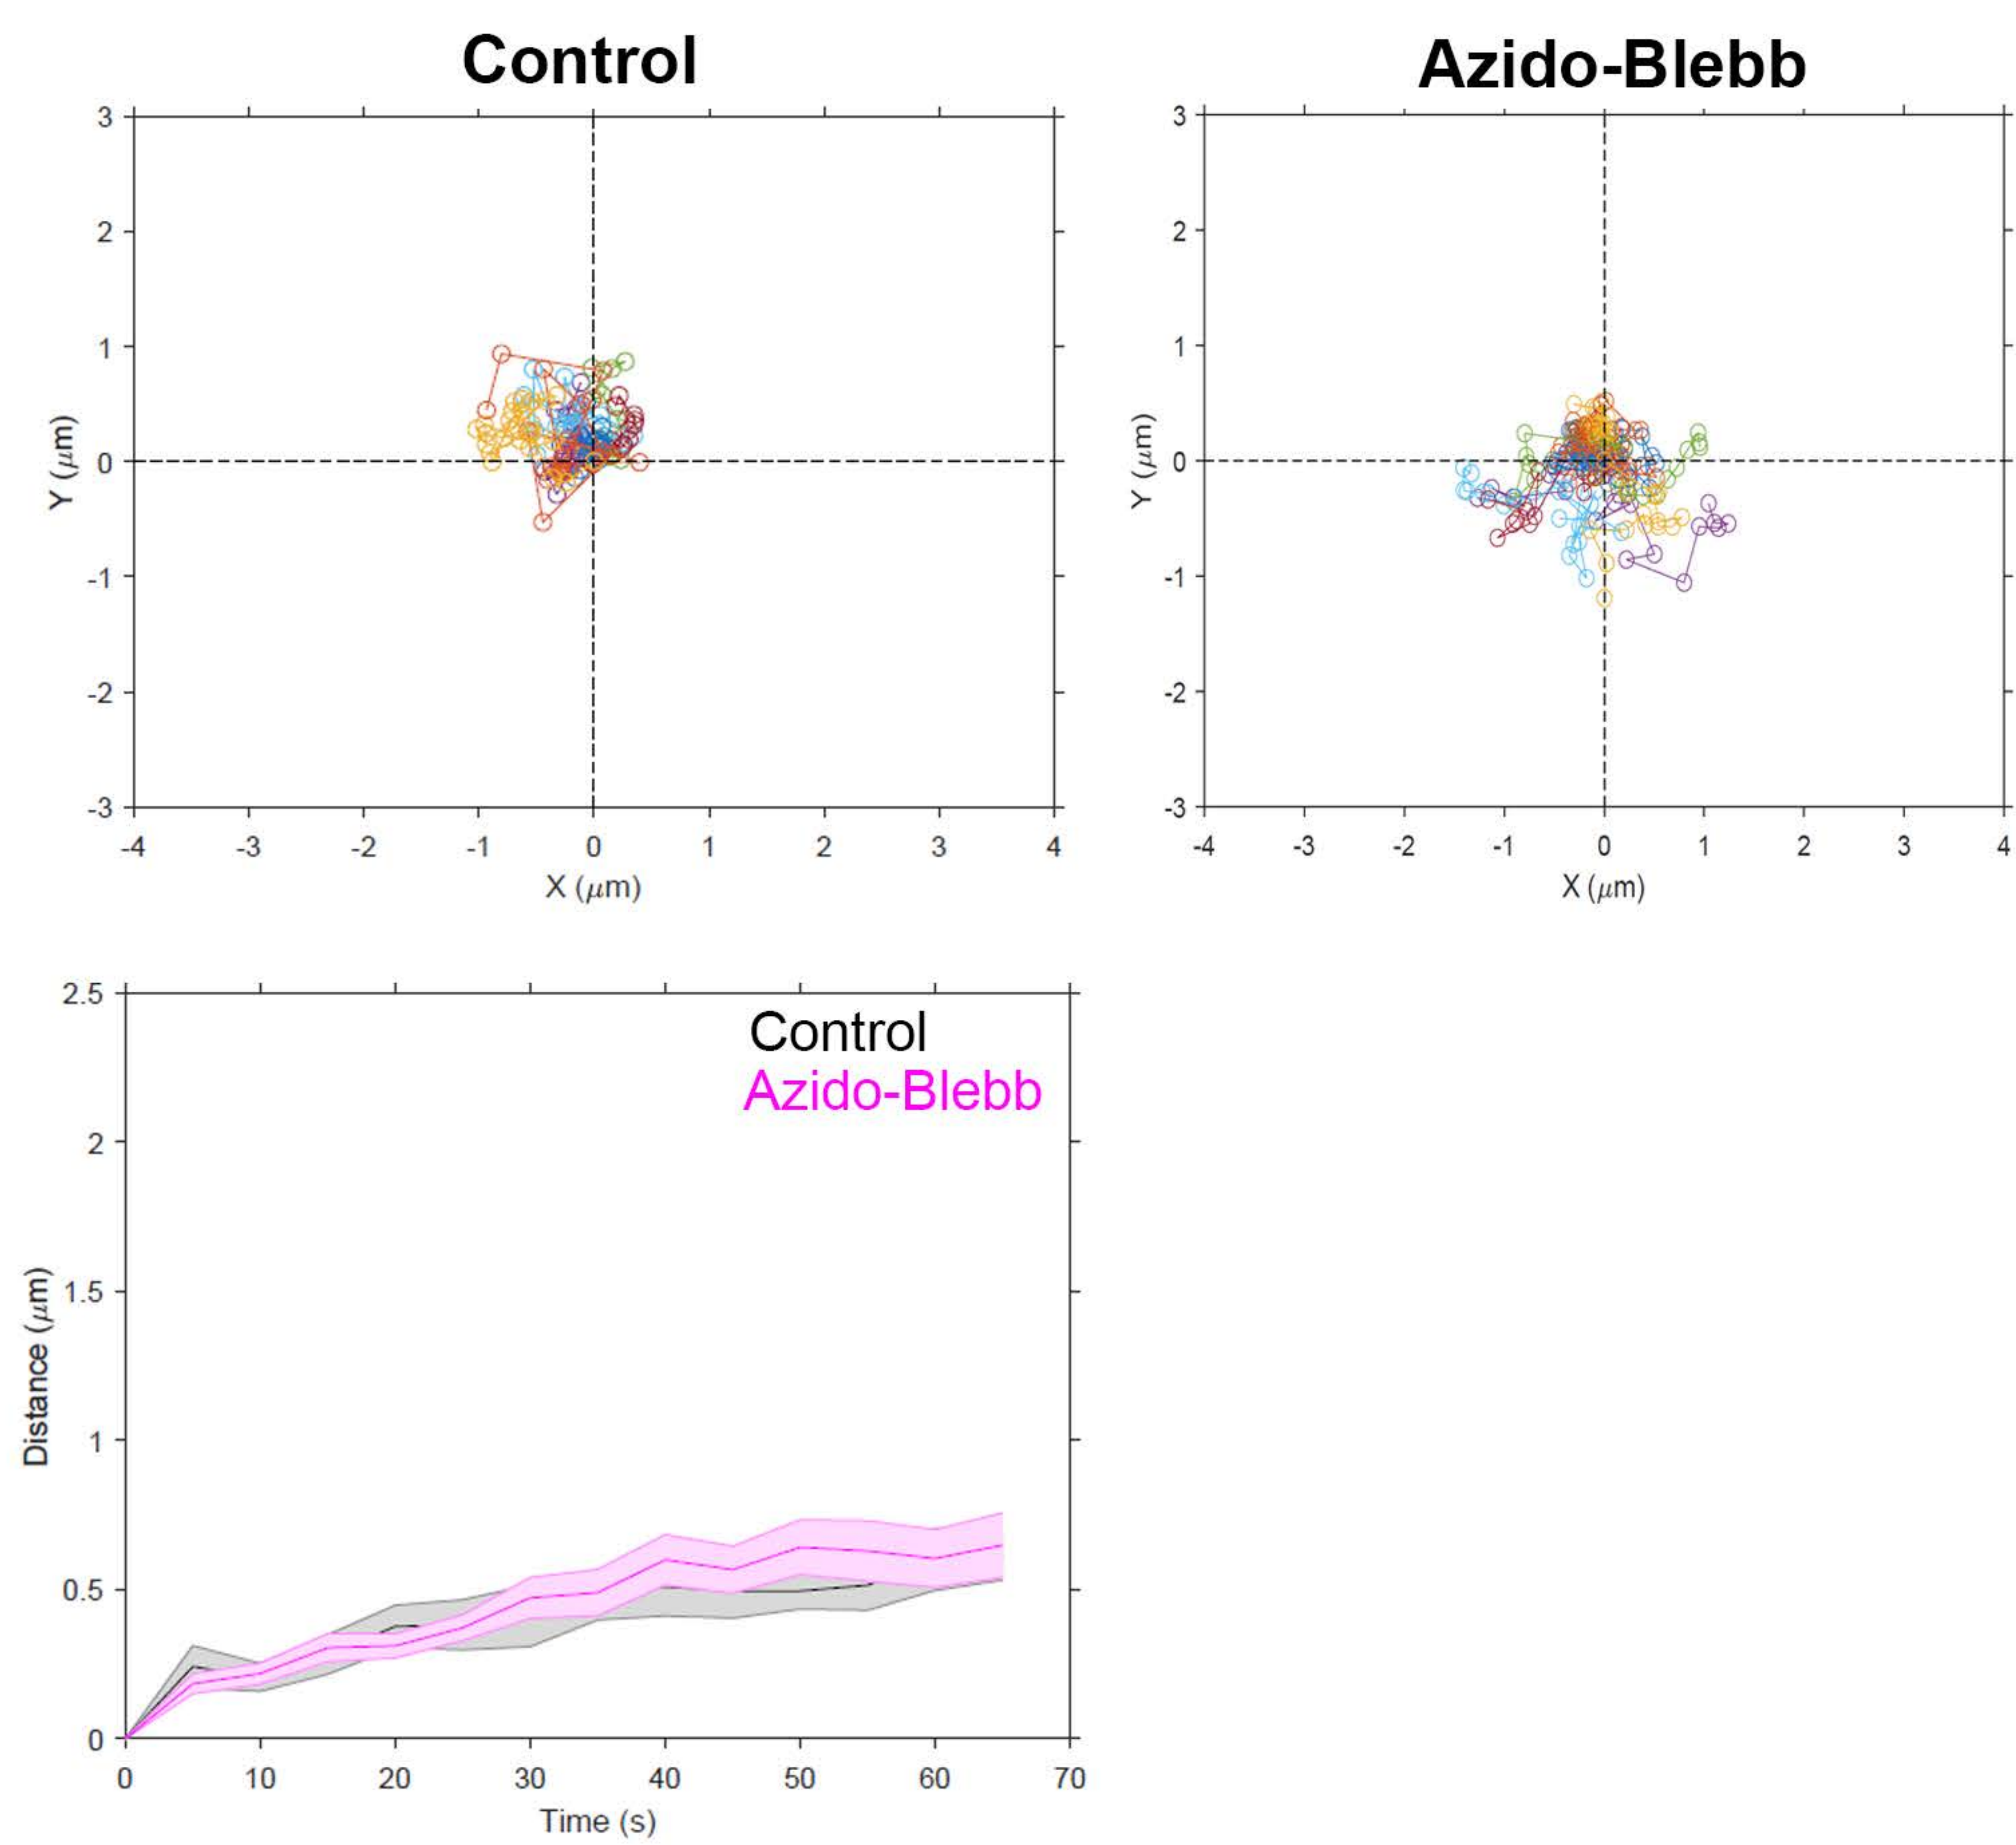 Control
3
2
1
0
-1
-2
-3
Y (μm)
-4 -3 -2 -1 0 1 2 3 4
X (μm)
Azido-Blebb
3
2
1
0
-1
-2
-3
Y (μm)
-4 -3 -2 -1 0 1 2 3 4
X (μm)
Control
Azido-Blebb
2.5
2
1.5
1
0.5
0
Distance (μm)
0 10 20 30 40 50 60 70
Time (s)